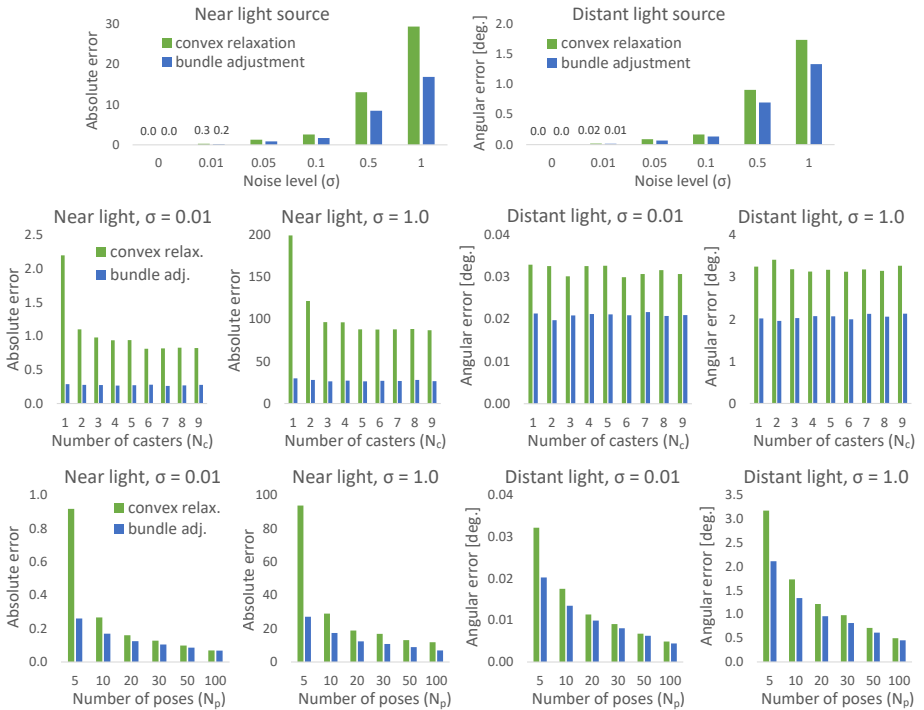 Near light source
Absolute error
30
20
10
0
convex relaxation
bundle adjustment
0.0 0.0
0.3 0.2
0 0.01 0.05 0.1 0.5 1
Noise level (σ)
Distant light source
Angular error [deg.]
2.0
1.5
1.0
0.5
0.0
convex relaxation
bundle adjustment
0.0 0.0
0.02 0.01
0 0.01 0.05 0.1 0.5 1
Noise level (σ)
Near light, σ = 0.01
Absolute error
2.5
2.0
1.5
1.0
0.5
0.0
convex relax.
bundle adj.
1 2 3 4 5 6 7 8 9
Number of casters (Nc)
Near light, σ = 1.0
Absolute error
200
150
100
50
0
1 2 3 4 5 6 7 8 9
Number of casters (Nc)
Distant light, σ = 0.01
Angular error [deg.]
0.04
0.03
0.02
0.01
0.00
1 2 3 4 5 6 7 8 9
Number of casters (Nc)
Distant light, σ = 1.0
Angular error [deg.]
4
3
2
1
0
1 2 3 4 5 6 7 8 9
Number of casters (Nc)
Near light, σ = 0.01
Absolute error
1.0
0.8
0.6
0.4
0.2
0.0
convex relax.
bundle adj.
5 10 20 30 50 100
Number of poses (Np)
Near light, σ = 1.0
Absolute error
100
80
60
40
20
0
5 10 20 30 50 100
Number of poses (Np)
Distant light, σ = 0.01
Angular error [deg.]
0.04
0.03
0.02
0.01
0.00
5 10 20 30 50 100
Number of poses (Np)
Distant light, σ = 1.0
Angular error [deg.]
3.5
3.0
2.5
2.0
1.5
1.0
0.5
0.0
5 10 20 30 50 100
Number of poses (Np)